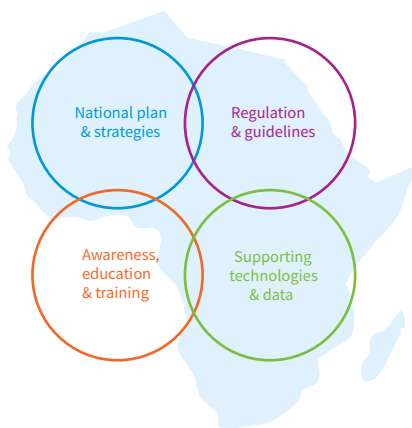 National plan
& strategies
Regulation
& guidelines
Awareness,
education
& training
Supporting
technologies
& data